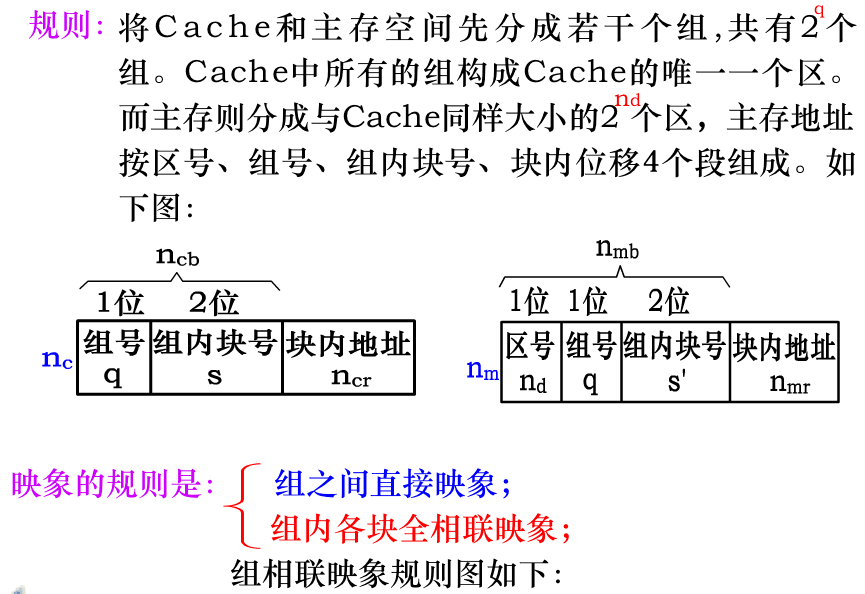 规则：将Cache和主存空间先分成若干个组,共有2^q个
组。Cache中所有的组构成Cache的唯一一个区。
而主存则分成与Cache同样大小的2^nd个区，主存地址
按区号、组号、组内块号、块内位移4个段组成。如
下图：
ncb
1位 2位
nc 组号 组内块号 块内地址
q s ncr
nmb
1位 1位 2位
nm 区号 组号 组内块号 块内地址
nd q s' nmr
映象的规则是：
组之间直接映象；
组内各块全相联映象；
组相联映象规则图如下：